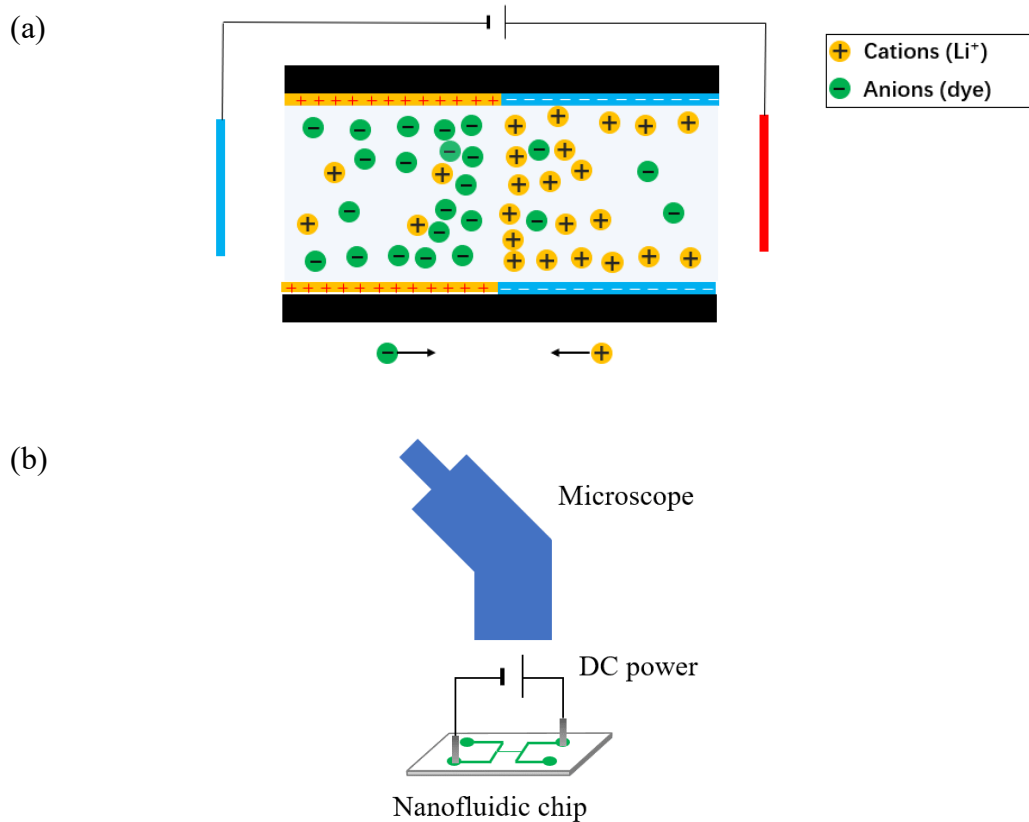 (a)
Cations (Li⁺)
Anions (dye)
(b)
Microscope
DC power
Nanofluidic chip